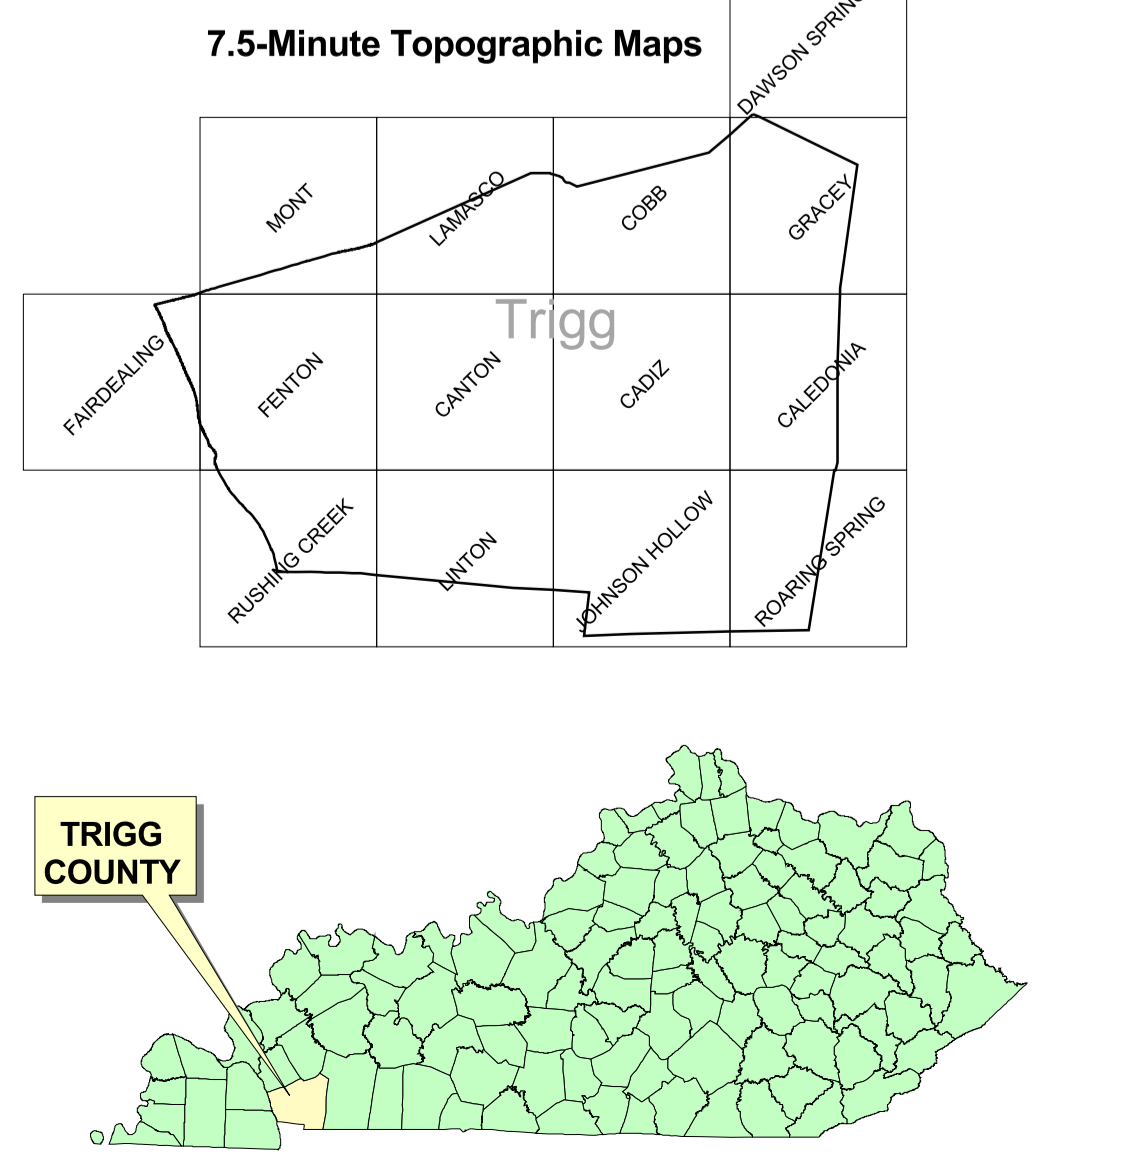 7.5-Minute Topographic Maps
DAWSON SPRING
MONT
LAMASCO
COBB
GRACEY
Trigg
FAIRDEALING
FENTON
CANTON
CADIZ
CALEDONIA
RUSHING CREEK
LINTON
JOHNSON HOLLOW
ROARING SPRING
TRIGG
COUNTY